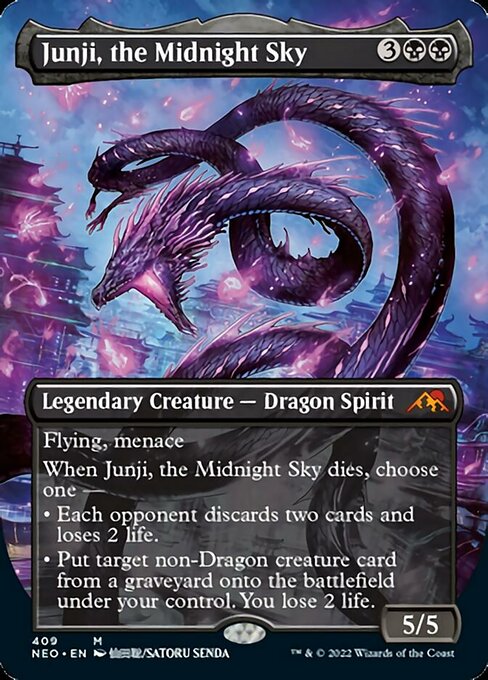 Junji, the Midnight Sky 3
Legendary Creature — Dragon Spirit
Flying, menace
When Junji, the Midnight Sky dies, choose
one —
• Each opponent discards two cards and
loses 2 life.
• Put target non-Dragon creature card
from a graveyard onto the battlefield
under your control. You lose 2 life.
5/5
409 M
NEO • EN /SATORU SENDA
™ & © 2022 Wizards of the Coast